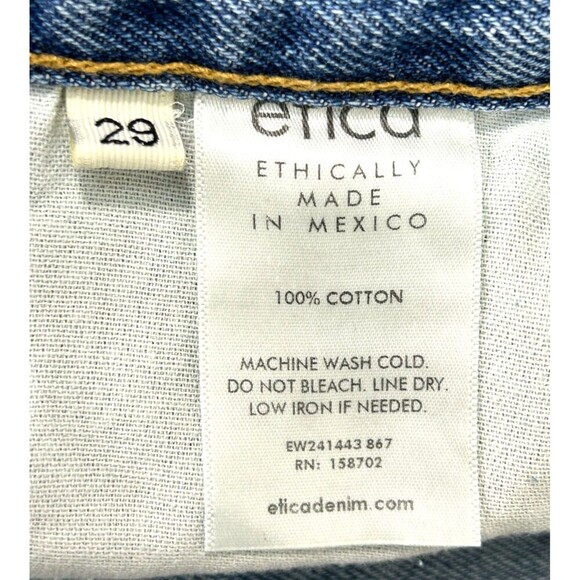 29
etica
ETHICALLY
MADE
IN MEXICO
100% COTTON
MACHINE WASH COLD.
DO NOT BLEACH. LINE DRY.
LOW IRON IF NEEDED.
EW241443 867
RN: 158702
eticadenim.com